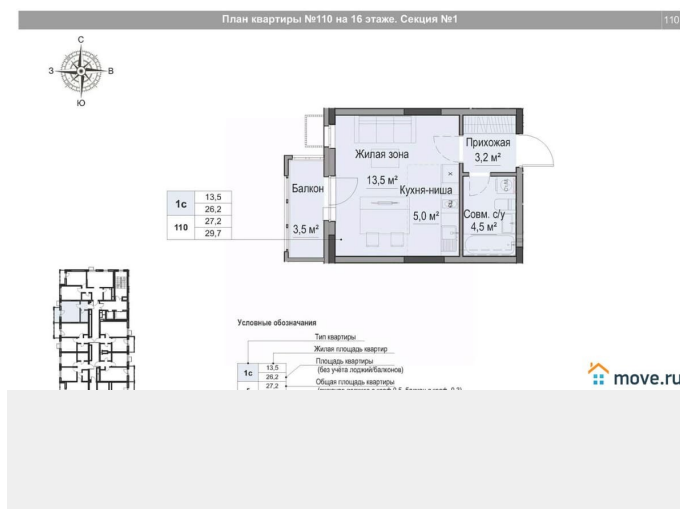 План квартиры №110 на 16 этаже. Секция №1
110
С
З
В
Ю
Прихожая
3,2 м²
Жилая зона
13,5 м²
Кухня-ниша
5,0 м²
Балкон
3,5 м²
Совм. с/у
4,5 м²
1с
13,5
26,2
110
27,2
29,7
Условные обозначания
Тип квартиры
Жилая площадь квартир
Площадь квартиры
(без учёта лоджий/балконов)
Общая площадь квартиры
1с
13,5
26,2
27,2
move.ru